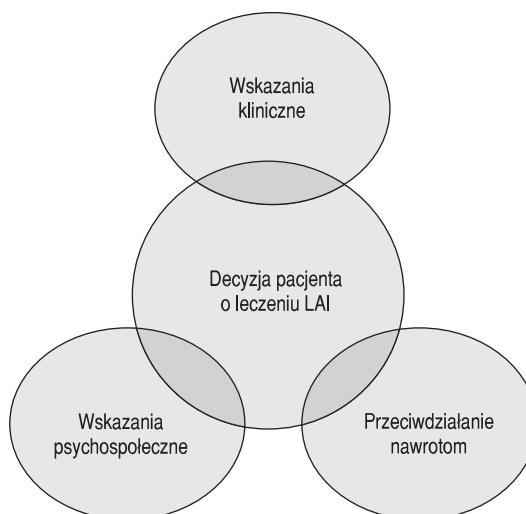 Wskazania
kliniczne
Decyzja pacjenta
o leczeniu LAI
Wskazania
psychospołeczne
Przeciwdziałanie
nawrotom